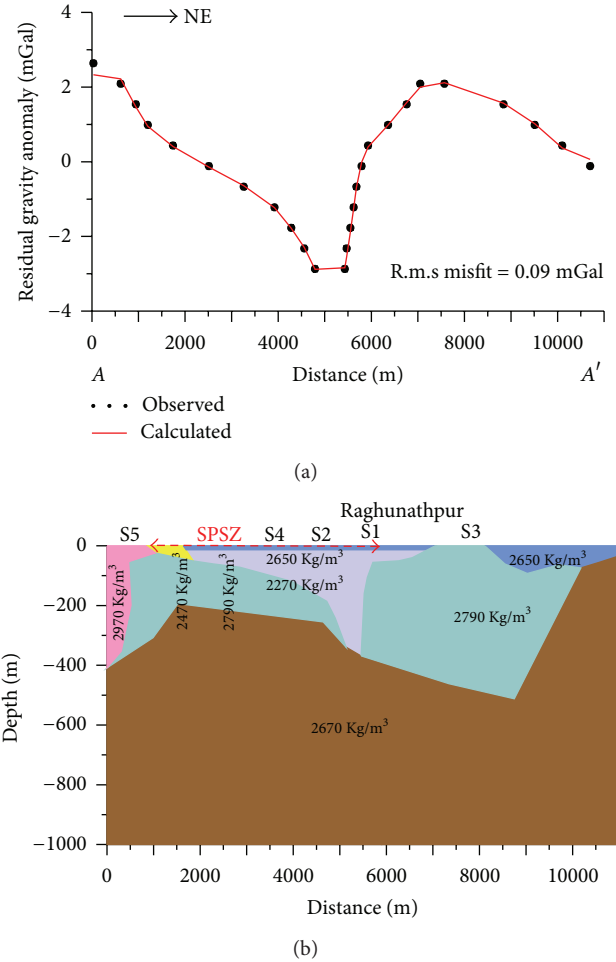 NE
Residual gravity anomaly (mGal)
4
2
0
−2
−4
R.m.s misfit = 0.09 mGal
0 2000 4000 6000 8000 10000
A Distance (m) A′
Observed
Calculated
(a)
Raghunathpur
S5 SPSZ S4 S2 S1 S3
0
−200
−400
−600
−800
−1000
Depth (m)
2970 Kg/m³
2470 Kg/m³
2790 Kg/m³
2650 Kg/m³
2270 Kg/m³
2650 Kg/m³
2790 Kg/m³
2670 Kg/m³
0 2000 4000 6000 8000 10000
Distance (m)
(b)